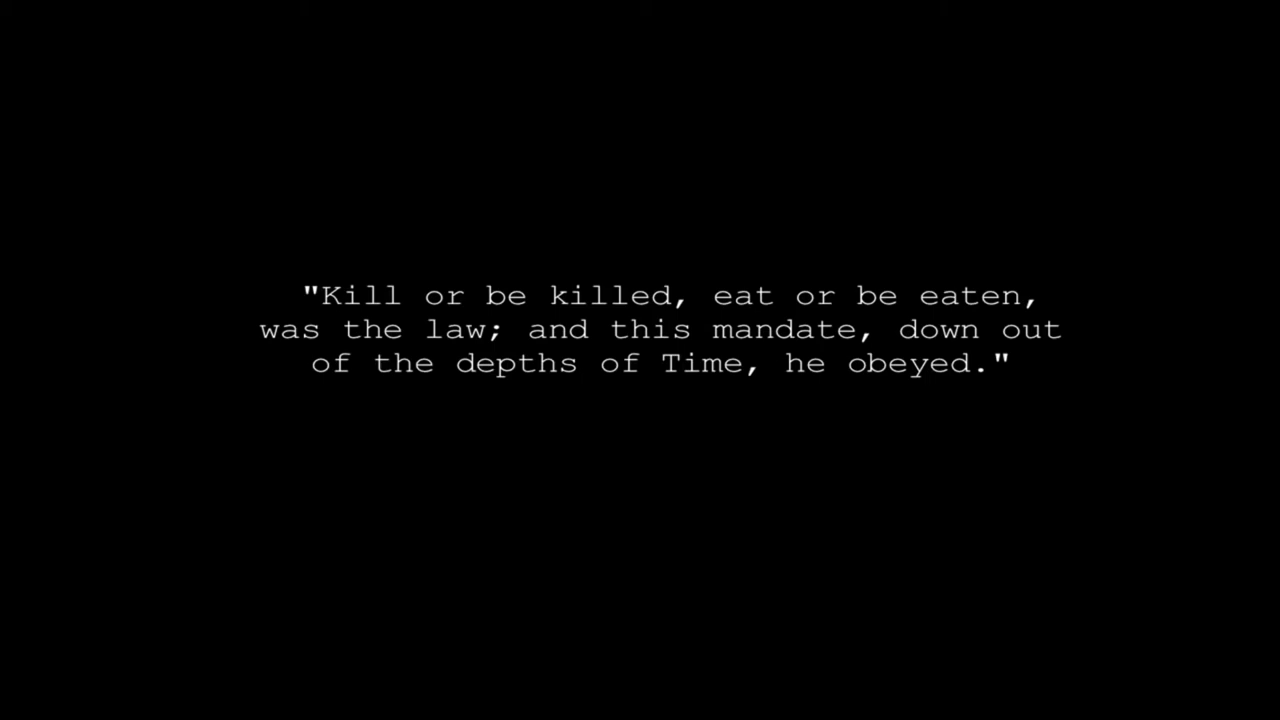 "Kill or be killed, eat or be eaten,
was the law; and this mandate, down out
of the depths of Time, he obeyed."